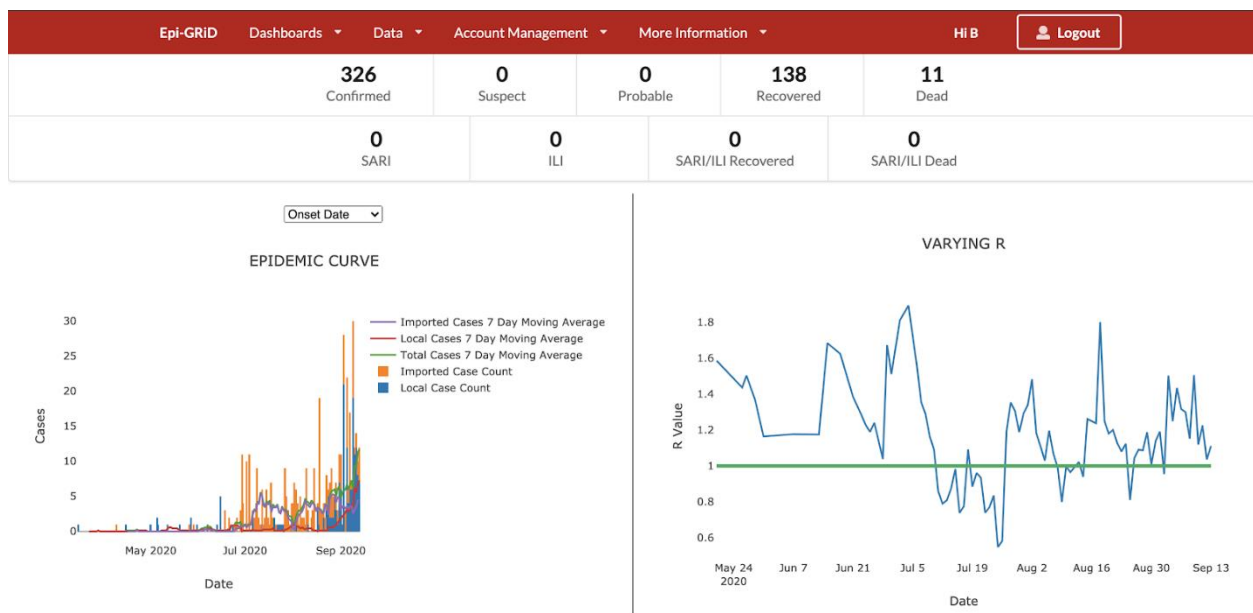 Epi-GRiD Dashboards Data Account Management More Information Hi B Logout
326 0 0 138 11
Confirmed Suspect Probable Recovered Dead
0 0 0 0
SARI ILI SARI/ILI Recovered SARI/ILI Dead
Onset Date
EPIDEMIC CURVE
30
25
20
15
10
5
0
Cases
May 2020 Jul 2020 Sep 2020
Date
Imported Cases 7 Day Moving Average
Local Cases 7 Day Moving Average
Total Cases 7 Day Moving Average
Imported Case Count
Local Case Count
VARYING R
1.8
1.6
1.4
1.2
1
0.8
0.6
R Value
May 24 Jun 7 Jun 21 Jul 5 Jul 19 Aug 2 Aug 16 Aug 30 Sep 13
2020
Date